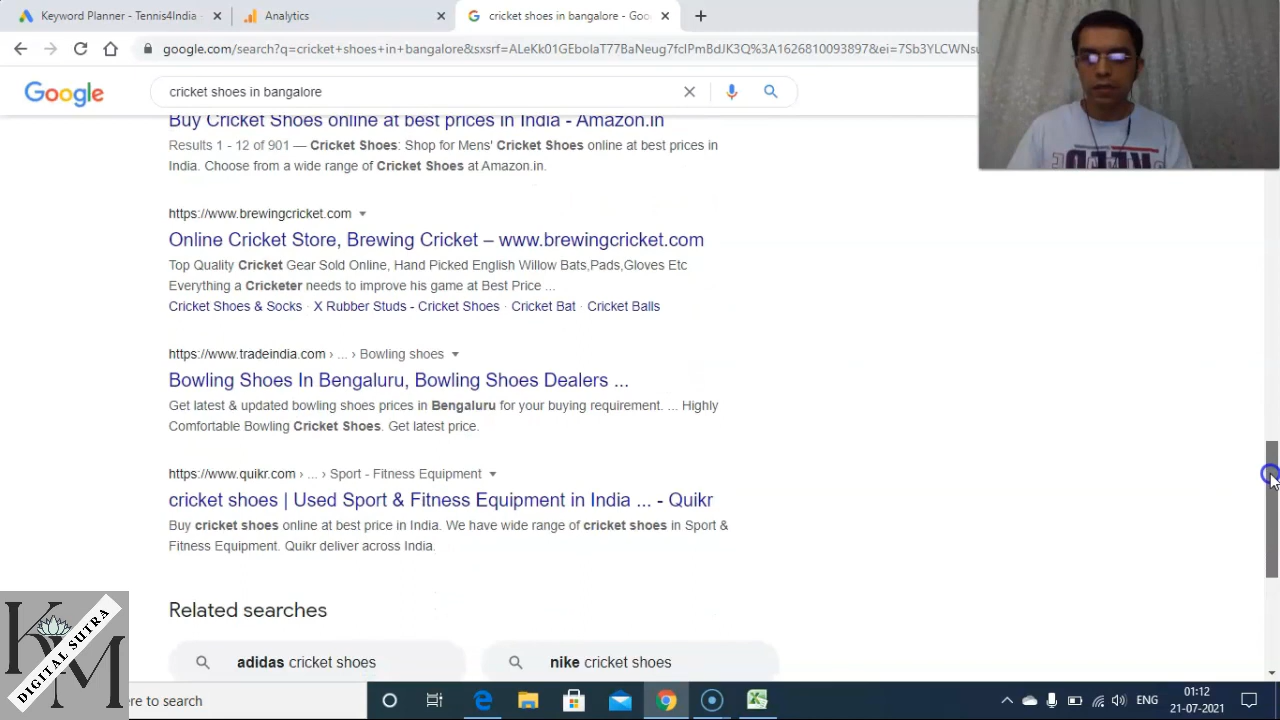 Keyword Planner - Tennis4India
Analytics
cricket shoes in bangalore - Goo
google.com/search?q=cricket+shoes+in+bangalore&sxsrf=ALeKk01GEbolaT77BaNeug7fcIPmBdJK3Q%3A1626810093897&ei=7Sb3YLCWNsu
Google
cricket shoes in bangalore
Buy Cricket Shoes online at best prices in India - Amazon.in
Results 1 - 12 of 901 — Cricket Shoes: Shop for Mens' Cricket Shoes online at best prices in
India. Choose from a wide range of Cricket Shoes at Amazon.in.
https://www.brewingcricket.com
Online Cricket Store, Brewing Cricket – www.brewingcricket.com
Top Quality Cricket Gear Sold Online, Hand Picked English Willow Bats,Pads,Gloves Etc
Everything a Cricketer needs to improve his game at Best Price ...
Cricket Shoes & Socks · X Rubber Studs - Cricket Shoes · Cricket Bat · Cricket Balls
https://www.tradeindia.com › ... › Bowling shoes
Bowling Shoes In Bengaluru, Bowling Shoes Dealers ...
Get latest & updated bowling shoes prices in Bengaluru for your buying requirement. ... Highly
Comfortable Bowling Cricket Shoes. Get latest price.
https://www.quikr.com › ... › Sport - Fitness Equipment
cricket shoes | Used Sport & Fitness Equipment in India ... - Quikr
Buy cricket shoes online at best price in India. We have wide range of cricket shoes in Sport &
Fitness Equipment. Quikr deliver across India.
Related searches
adidas cricket shoes
nike cricket shoes
KM
DIGITAL SUTRA
here to search
ENG
01:12
21-07-2021